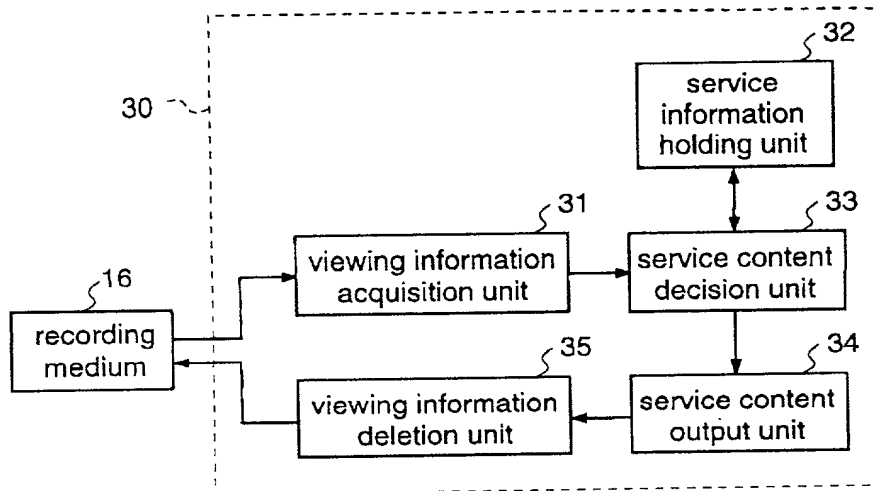 32
service
information
holding unit
30
31
viewing information
acquisition unit
33
service content
decision unit
16
recording
medium
35
viewing information
deletion unit
34
service content
output unit